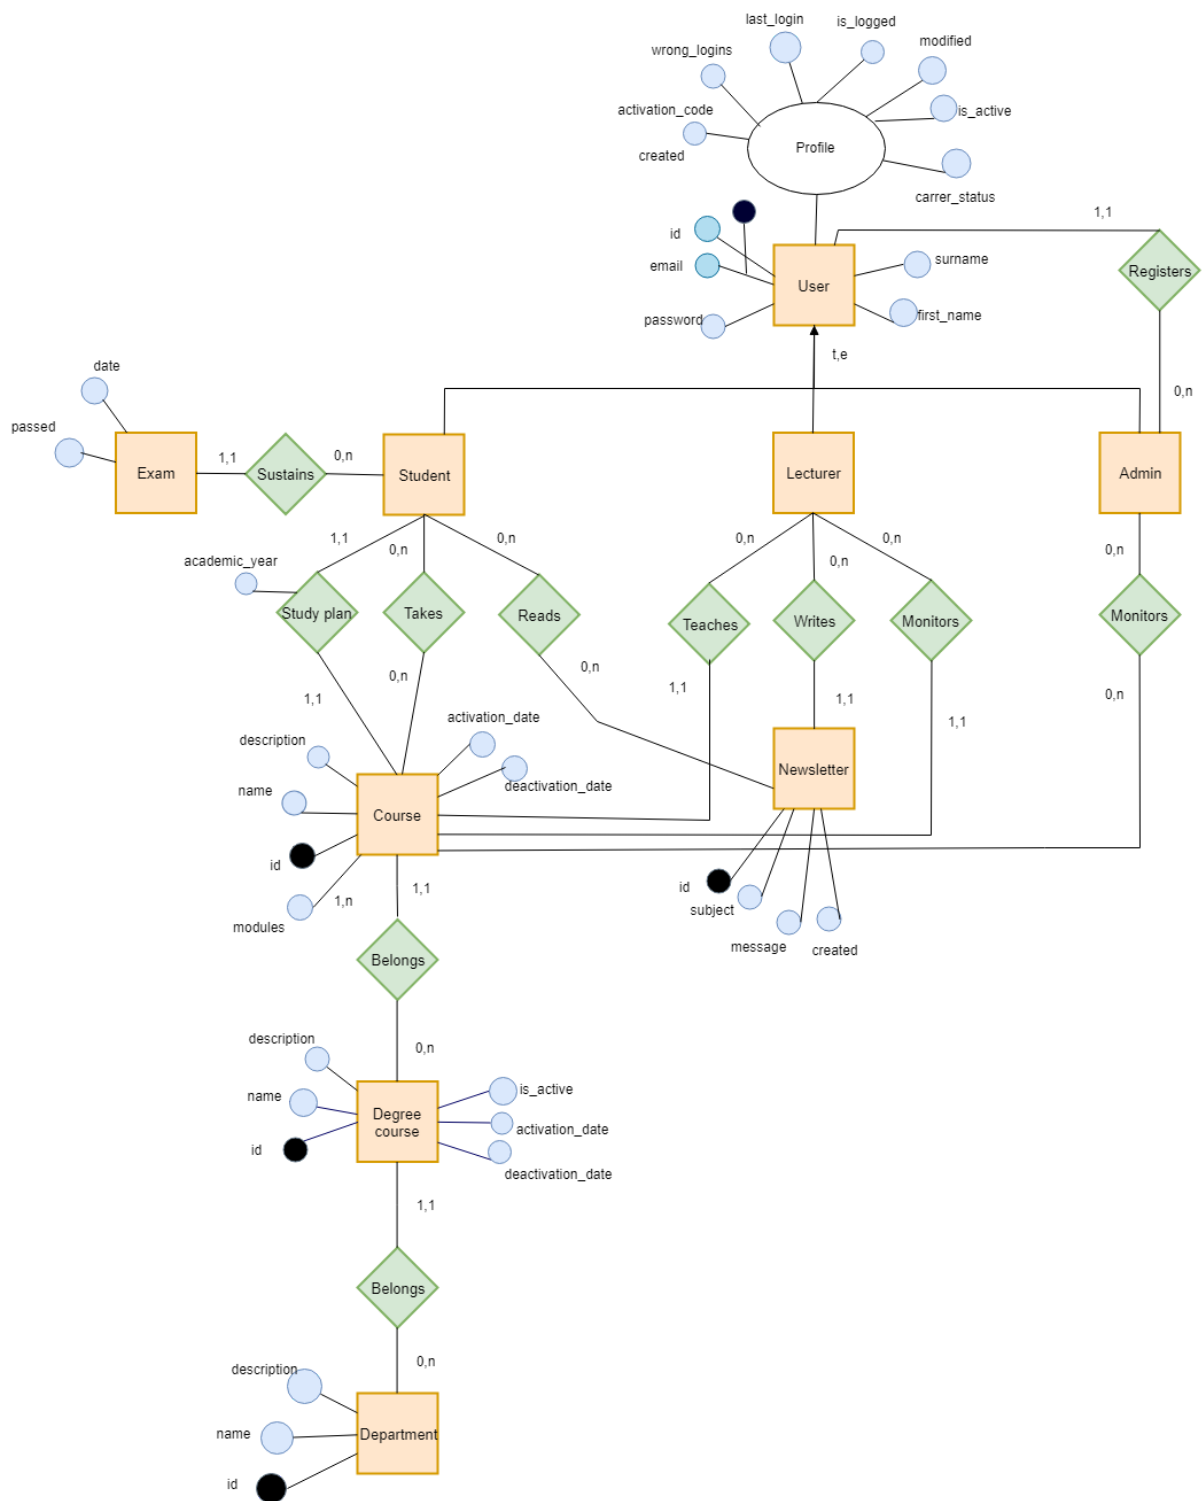 last_login
is_logged
wrong_logins
modified
activation_code
is_active
created
Profile
carrer_status
1,1
id
surname
email
Registers
User
password
first_name
t,e
date
0,n
passed
1,1
0,n
Exam
Sustains
Student
Lecturer
Admin
1,1
0,n
0,n
0,n
0,n
0,n
0,n
academic_year
Study plan
Takes
Reads
Teaches
Writes
Monitors
Monitors
0,n
0,n
1,1
1,1
1,1
1,1
0,n
activation_date
description
deactivation_date
name
Newsletter
Course
id
1,n
1,1
modules
id
subject
message
created
Belongs
description
0,n
name
is_active
Degree
course
activation_date
id
deactivation_date
1,1
Belongs
0,n
description
name
Department
id